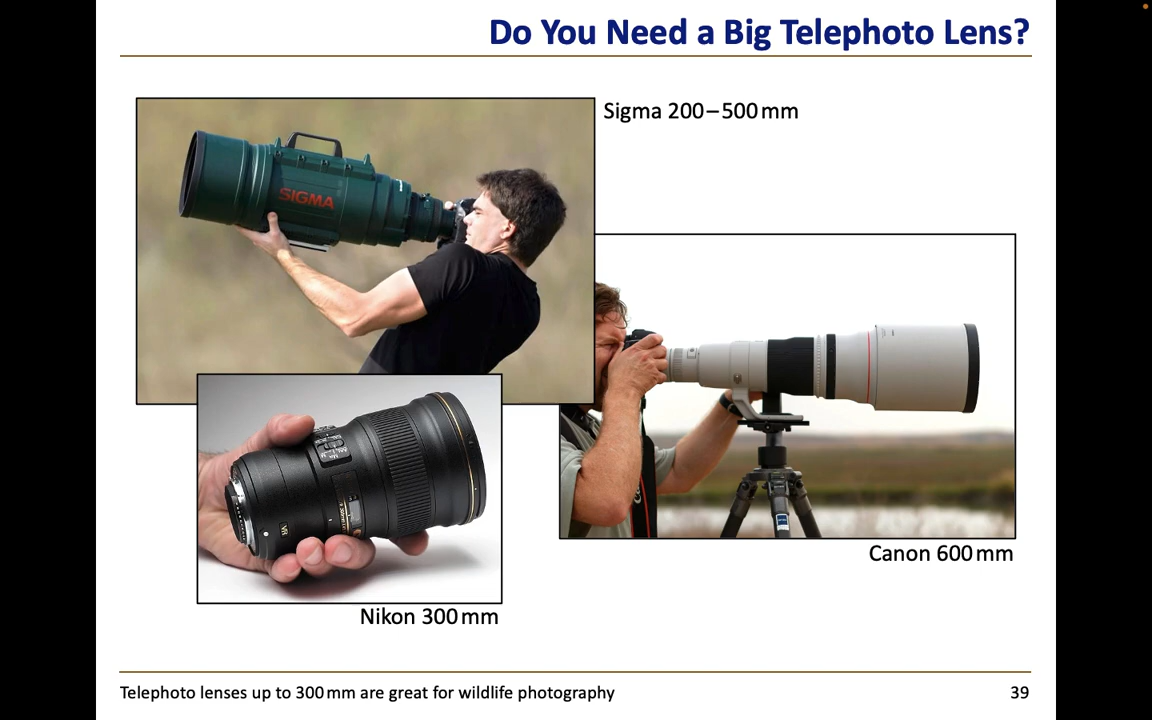 Do You Need a Big Telephoto Lens?
Sigma 200–500 mm
SIGMA
Canon 600 mm
VR
Nikon 300 mm
Telephoto lenses up to 300 mm are great for wildlife photography
39